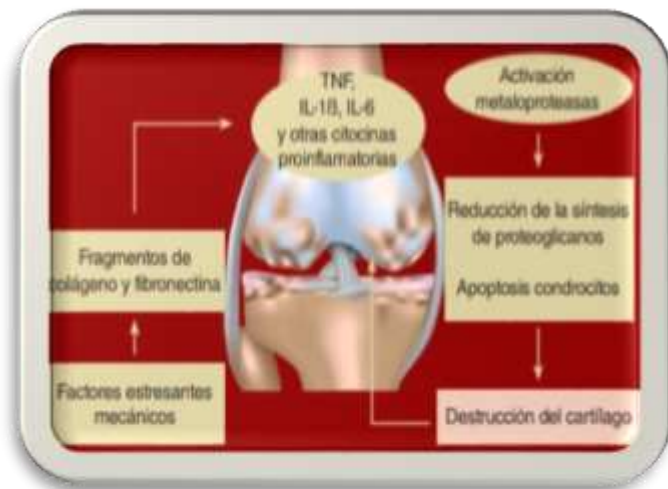 TNF,
IL-1ß, IL-6
y otras citocinas
proinflamatorias
Activación
metaloproteasas
Reducción de la síntesis
de proteoglicanos
Apoptosis condrocitos
Destrucción del cartílago
Fragmentos de
colágeno y fibronectina
Factores estresantes
mecánicos